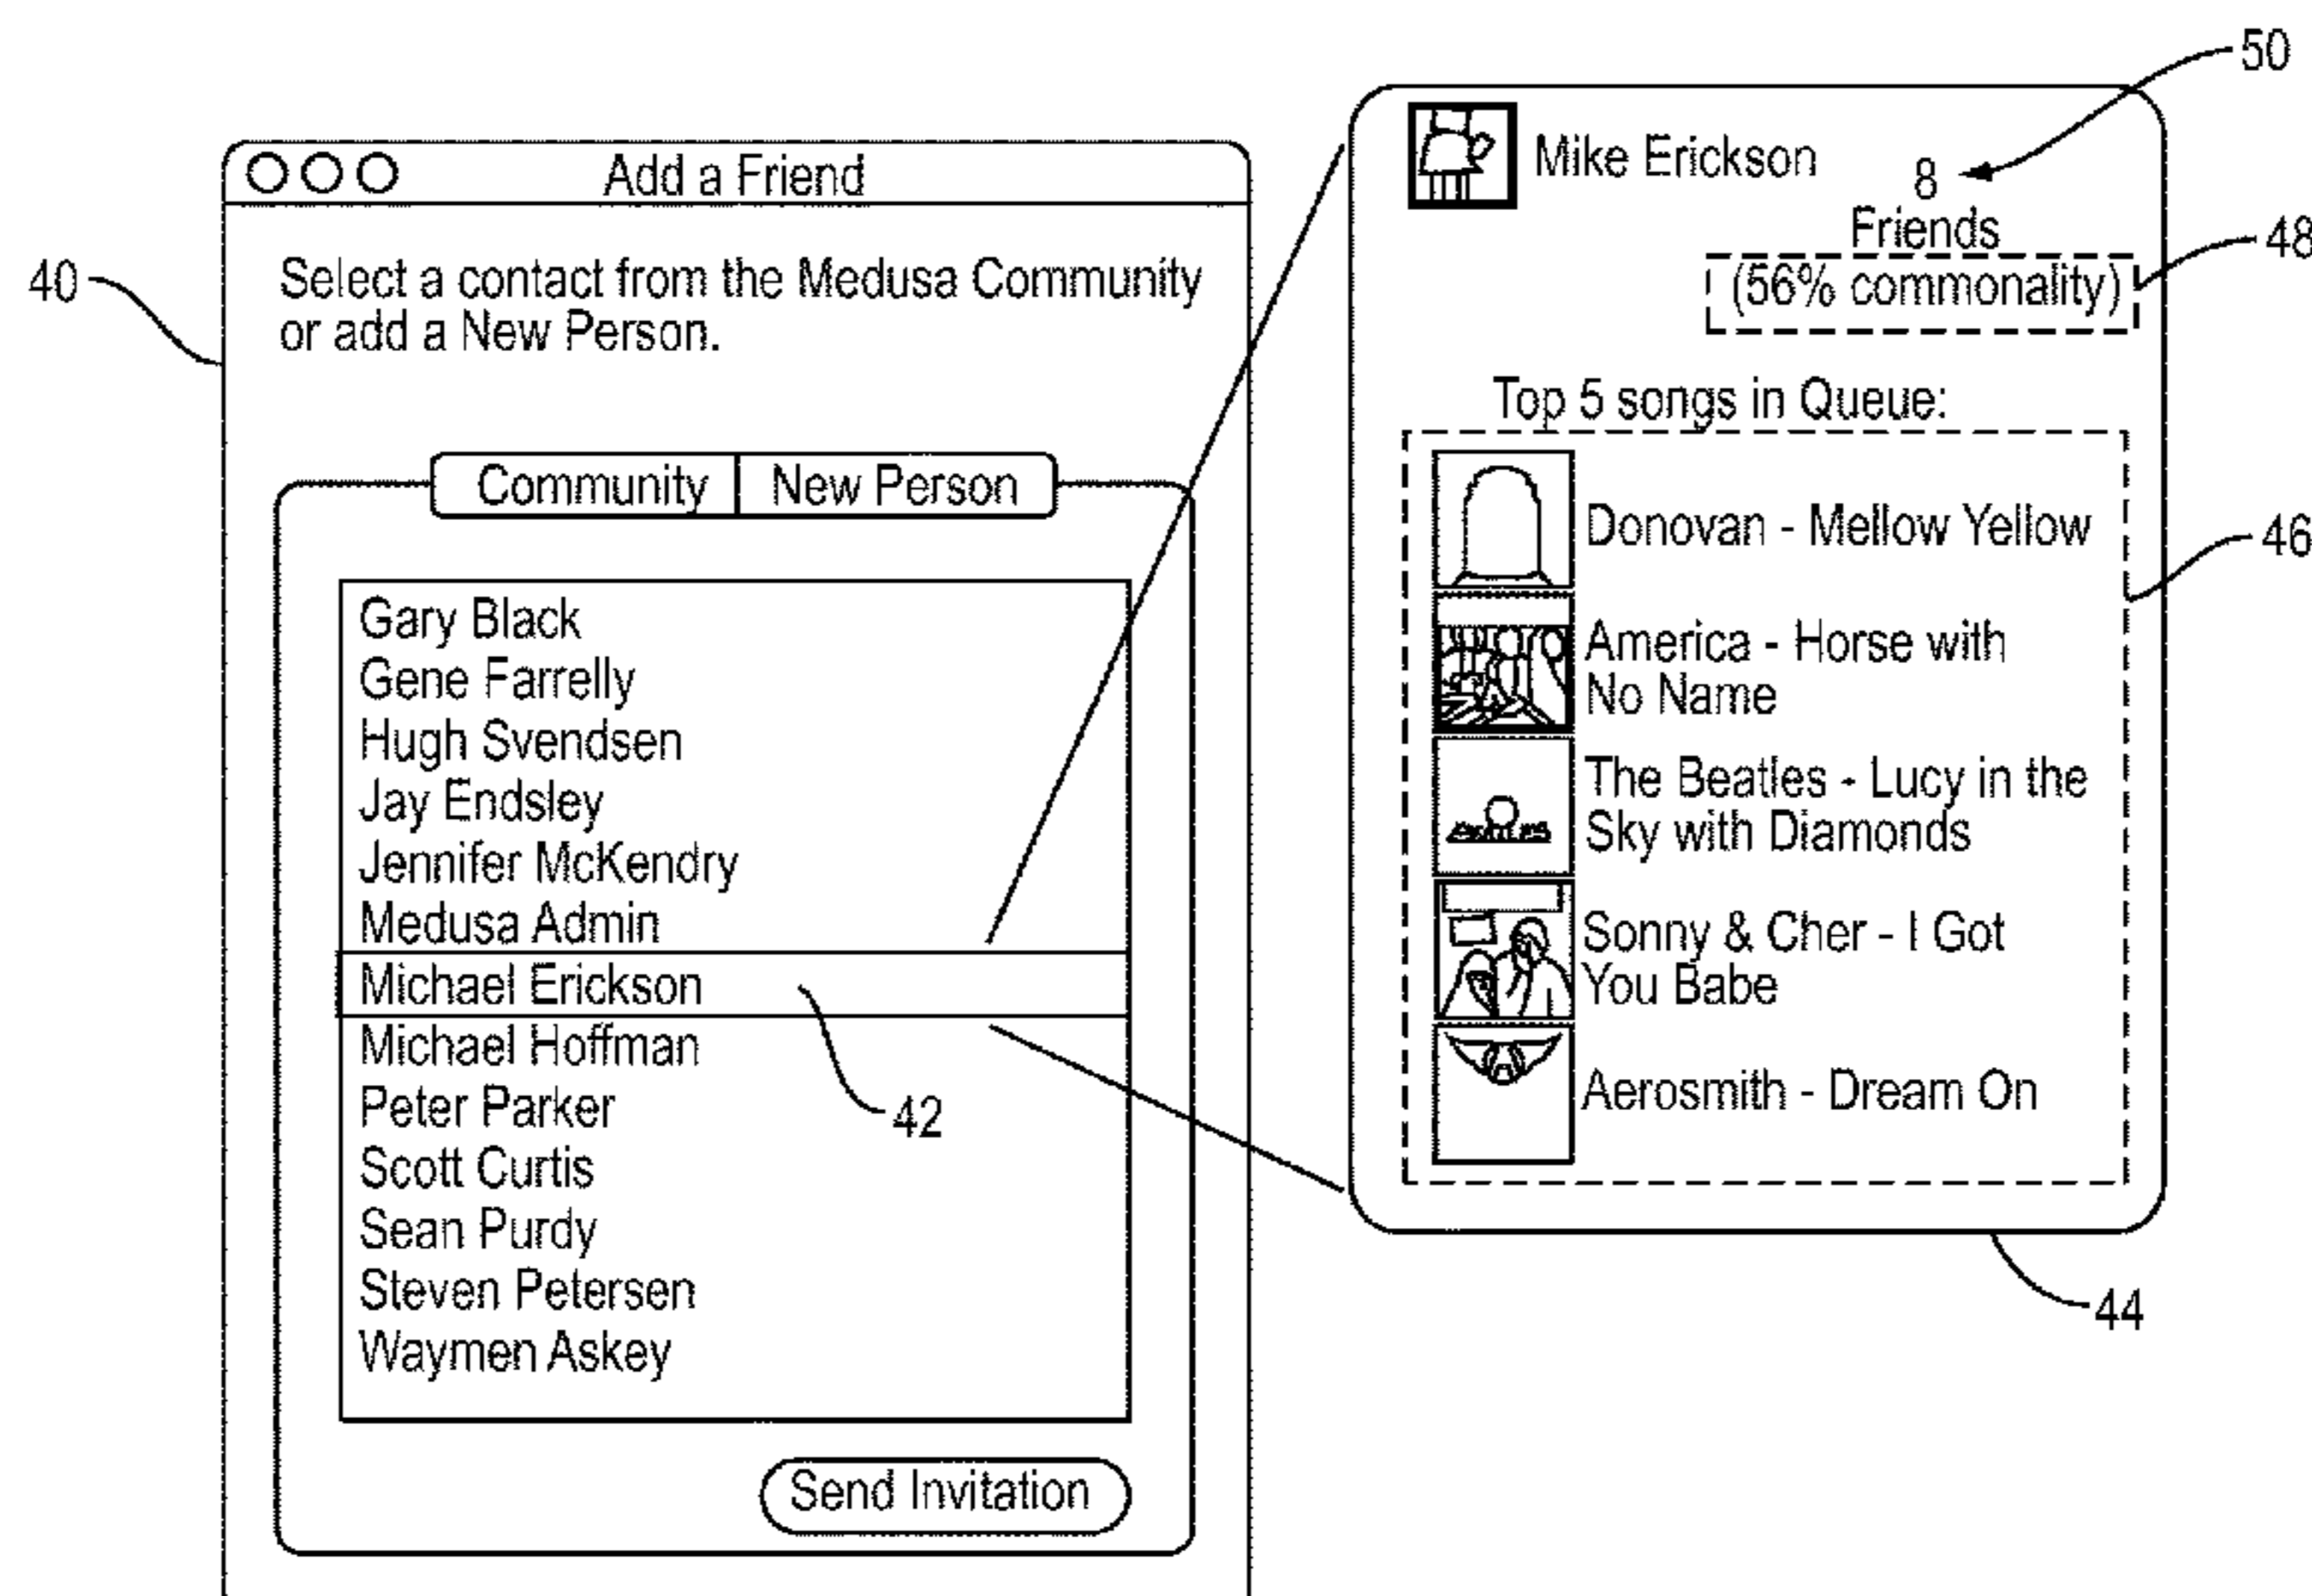 Add a Friend
40
Select a contact from the Medusa Community
or add a New Person.
Community
New Person
Gary Black
Gene Farrelly
Hugh Svendsen
Jay Endsley
Jennifer McKendry
Medusa Admin
Michael Erickson
Michael Hoffman
Peter Parker
Scott Curtis
Sean Purdy
Steven Petersen
Waymen Askey
42
Send Invitation
50
Mike Erickson
8
Friends
48
(56% commonality)
Top 5 songs in Queue:
46
Donovan - Mellow Yellow
America - Horse with
No Name
The Beatles - Lucy in the
Sky with Diamonds
Sonny & Cher - I Got
You Babe
Aerosmith - Dream On
44